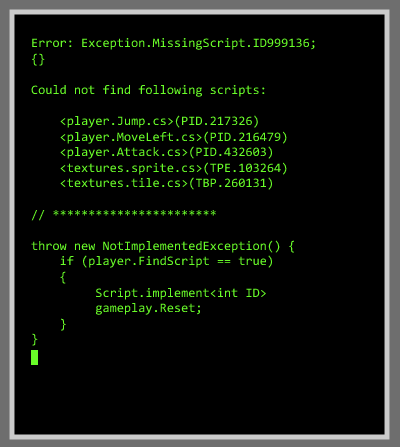 Error: Exception.MissingScript.ID999136;
{}
Could not find following scripts:
<player.Jump.cs>(PID.217326)
<player.MoveLeft.cs>(PID.216479)
<player.Attack.cs>(PID.432603)
<textures.sprite.cs>(TPE.103264)
<textures.tile.cs>(TBP.260131)
// ***********************
throw new NotImplementedException() {
if (player.FindScript == true)
{
Script.implement<int ID>
gameplay.Reset;
}
}